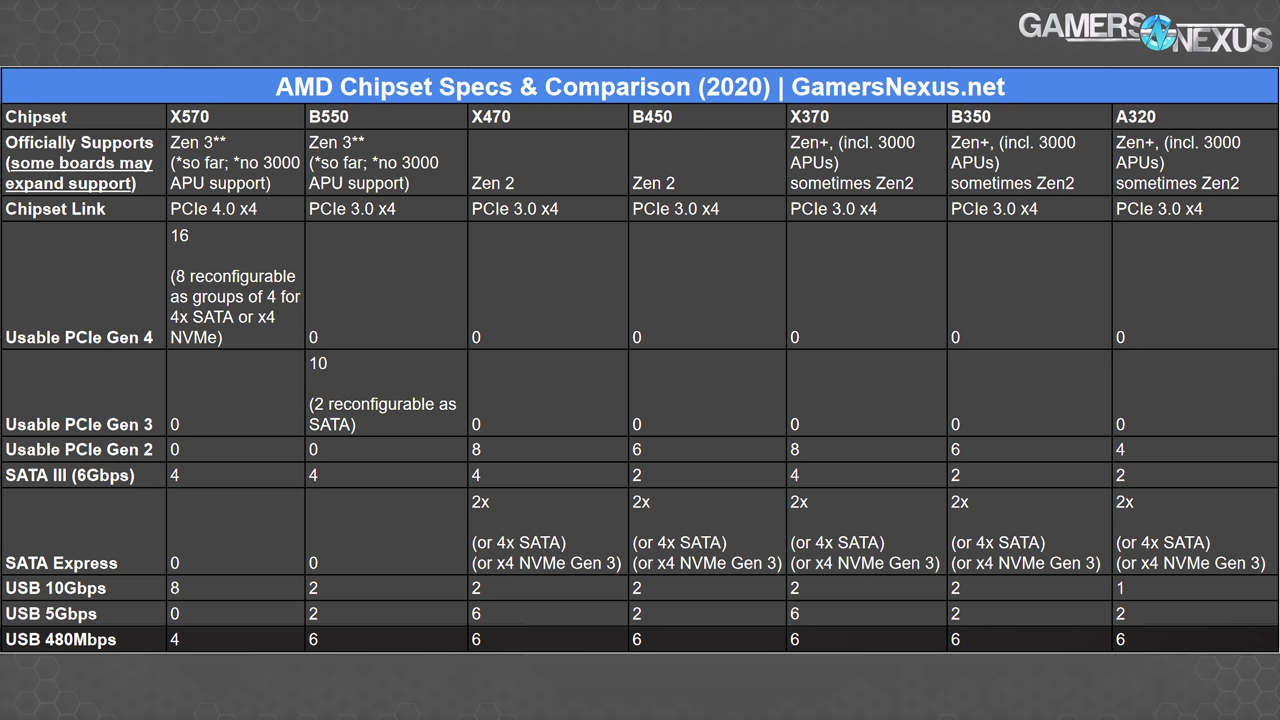 GAMERS NEXUS
AMD Chipset Specs & Comparison (2020) | GamersNexus.net
Chipset X570 B550 X470 B450 X370 B350 A320
Officially Supports
(some boards may
expand support)
Zen 3**
(*so far; *no 3000
APU support)
Zen 3**
(*so far; *no 3000
APU support)
Zen 2
Zen 2
Zen+, (incl. 3000
APUs)
sometimes Zen2
Zen+, (incl. 3000
APUs)
sometimes Zen2
Zen+, (incl. 3000
APUs)
sometimes Zen2
Chipset Link PCIe 4.0 x4 PCIe 3.0 x4 PCIe 3.0 x4 PCIe 3.0 x4 PCIe 3.0 x4 PCIe 3.0 x4 PCIe 3.0 x4
Usable PCIe Gen 4
16
(8 reconfigurable
as groups of 4 for
4x SATA or x4
NVMe)
0 0 0 0 0 0
Usable PCIe Gen 3 0
10
(2 reconfigurable as
SATA)
0 0 0 0 0
Usable PCIe Gen 2 0 0 8 6 8 6 4
SATA III (6Gbps) 4 4 4 2 4 2 2
SATA Express 0 0
2x
(or 4x SATA)
(or x4 NVMe Gen 3)
2x
(or 4x SATA)
(or x4 NVMe Gen 3)
2x
(or 4x SATA)
(or x4 NVMe Gen 3)
2x
(or 4x SATA)
(or x4 NVMe Gen 3)
2x
(or 4x SATA)
(or x4 NVMe Gen 3)
USB 10Gbps 8 2 2 2 2 2 1
USB 5Gbps 0 2 6 2 6 2 2
USB 480Mbps 4 6 6 6 6 6 6